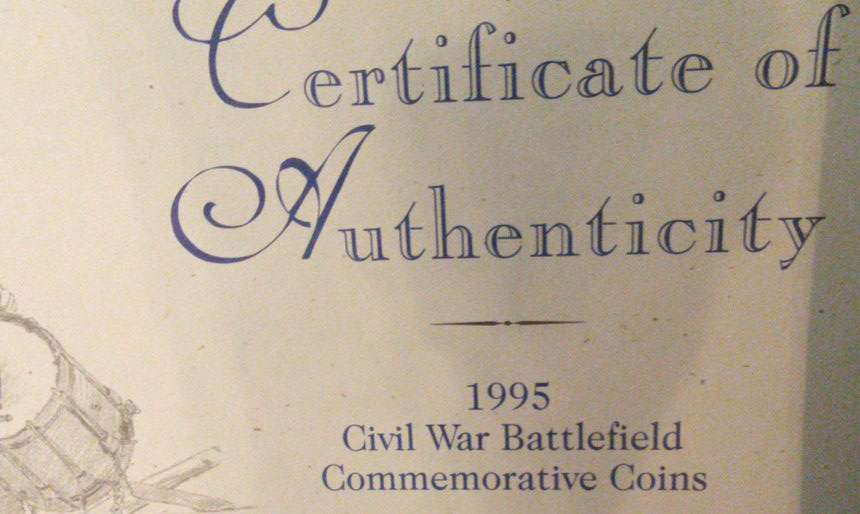 Certificate of
Authenticity
1995
Civil War Battlefield
Commemorative Coins